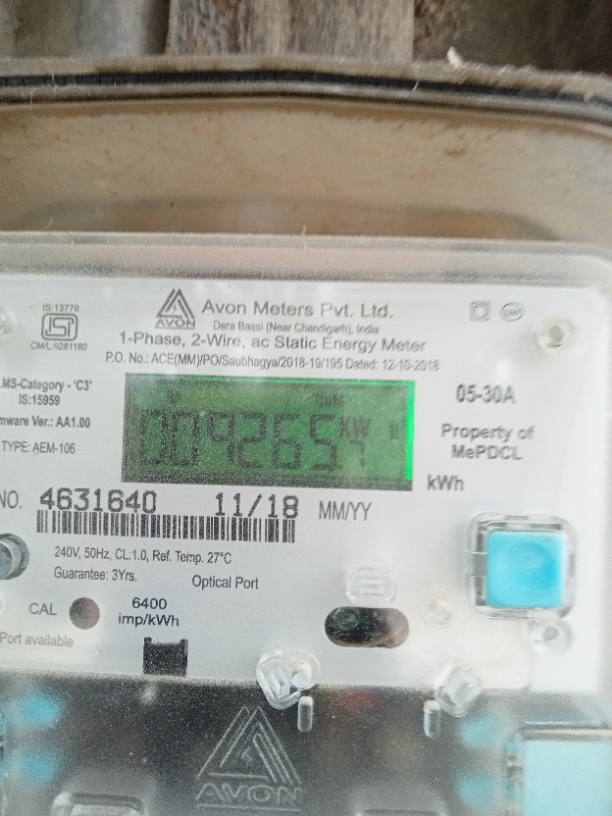 IS:13779
ISI
CM/L:9281180
AVON
Avon Meters Pvt. Ltd.
Dera Bassi (Near Chandigarh), India
1-Phase, 2-Wire, ac Static Energy Meter
P.O. No.: ACE(MM)/PO/Saubhagya/2018-19/195 Dated: 12-10-2018
.MS-Category - 'C3'
IS:15959
mware Ver.: AA1.00
TYPE: AEM-106
CUM
KW
kWh
05-30A
Property of
MePDCL
NO. 4631640 11/18 MM/YY
240V, 50Hz, CL:1.0, Ref. Temp. 27°C
Guarantee: 3Yrs.
Optical Port
CAL
6400
imp/kWh
Port available
AVON